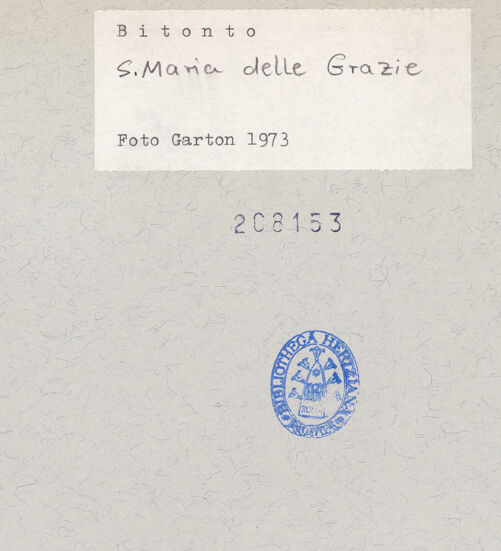 Bitonto
S. Maria delle Grazie
Foto Garton 1973
208153
BIBLIOTHECA HERTZIANA